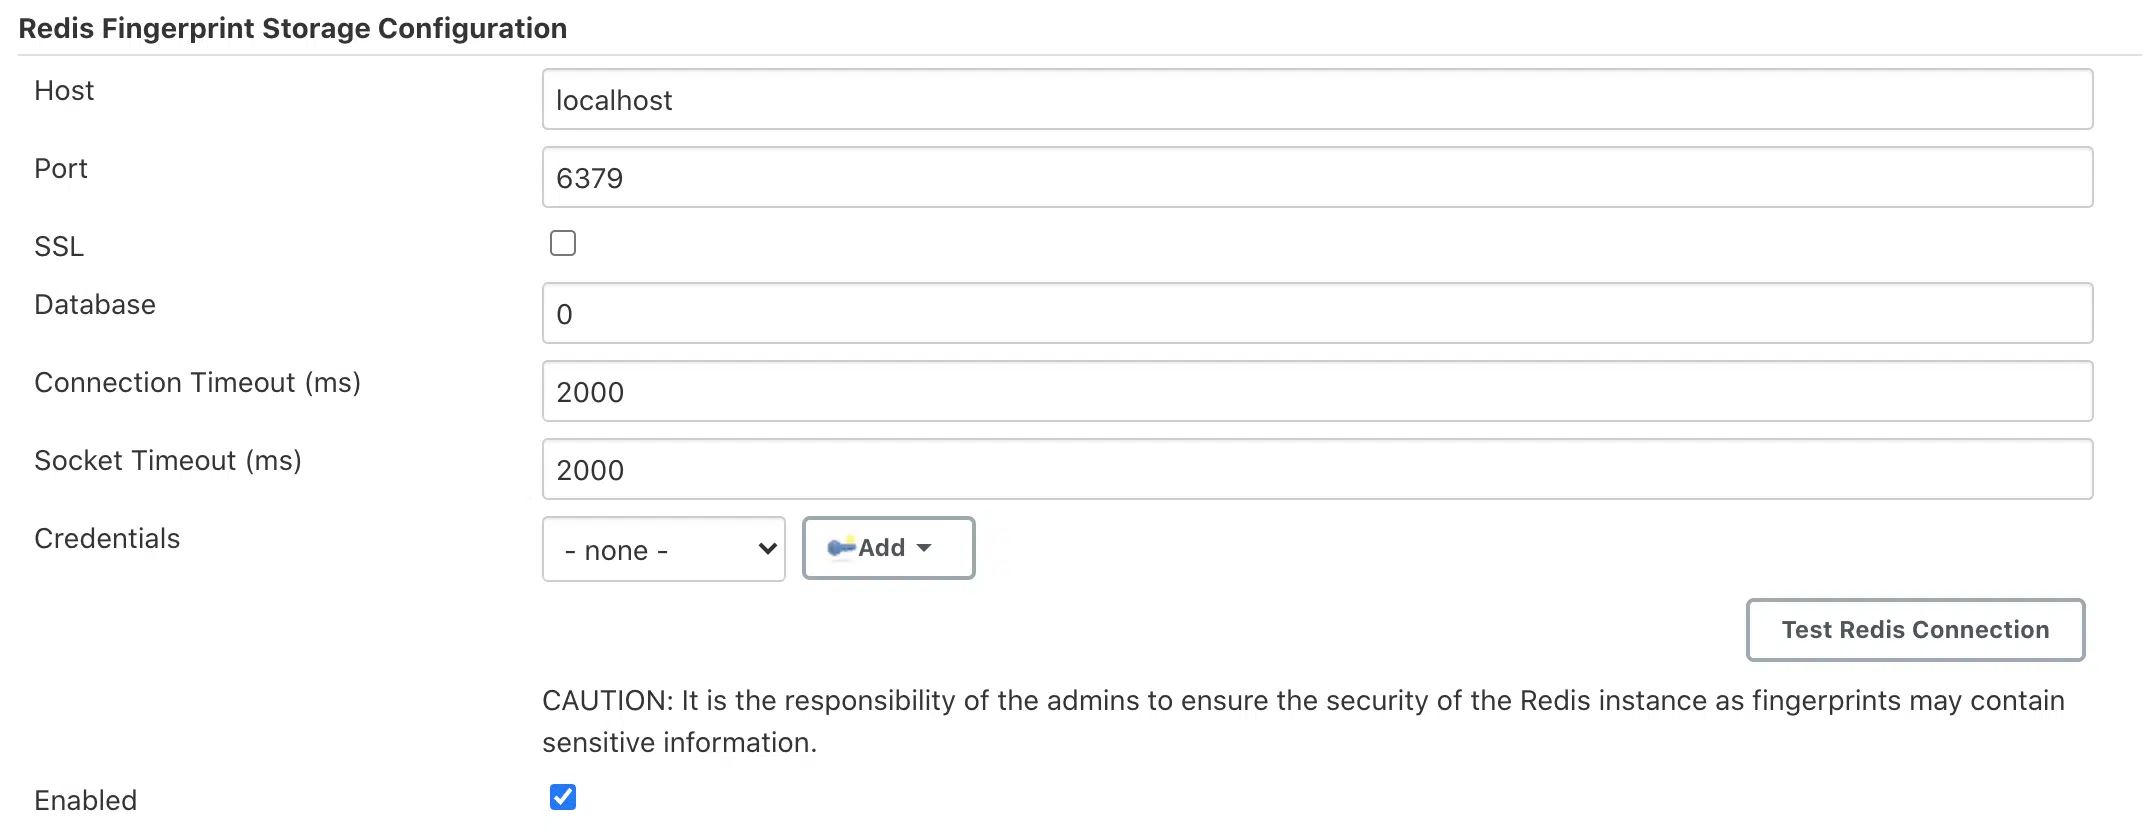 Redis Fingerprint Storage Configuration
Host
localhost
Port
6379
SSL
Database
0
Connection Timeout (ms)
2000
Socket Timeout (ms)
2000
Credentials
- none -
Add
Test Redis Connection
CAUTION: It is the responsibility of the admins to ensure the security of the Redis instance as fingerprints may contain
sensitive information.
Enabled